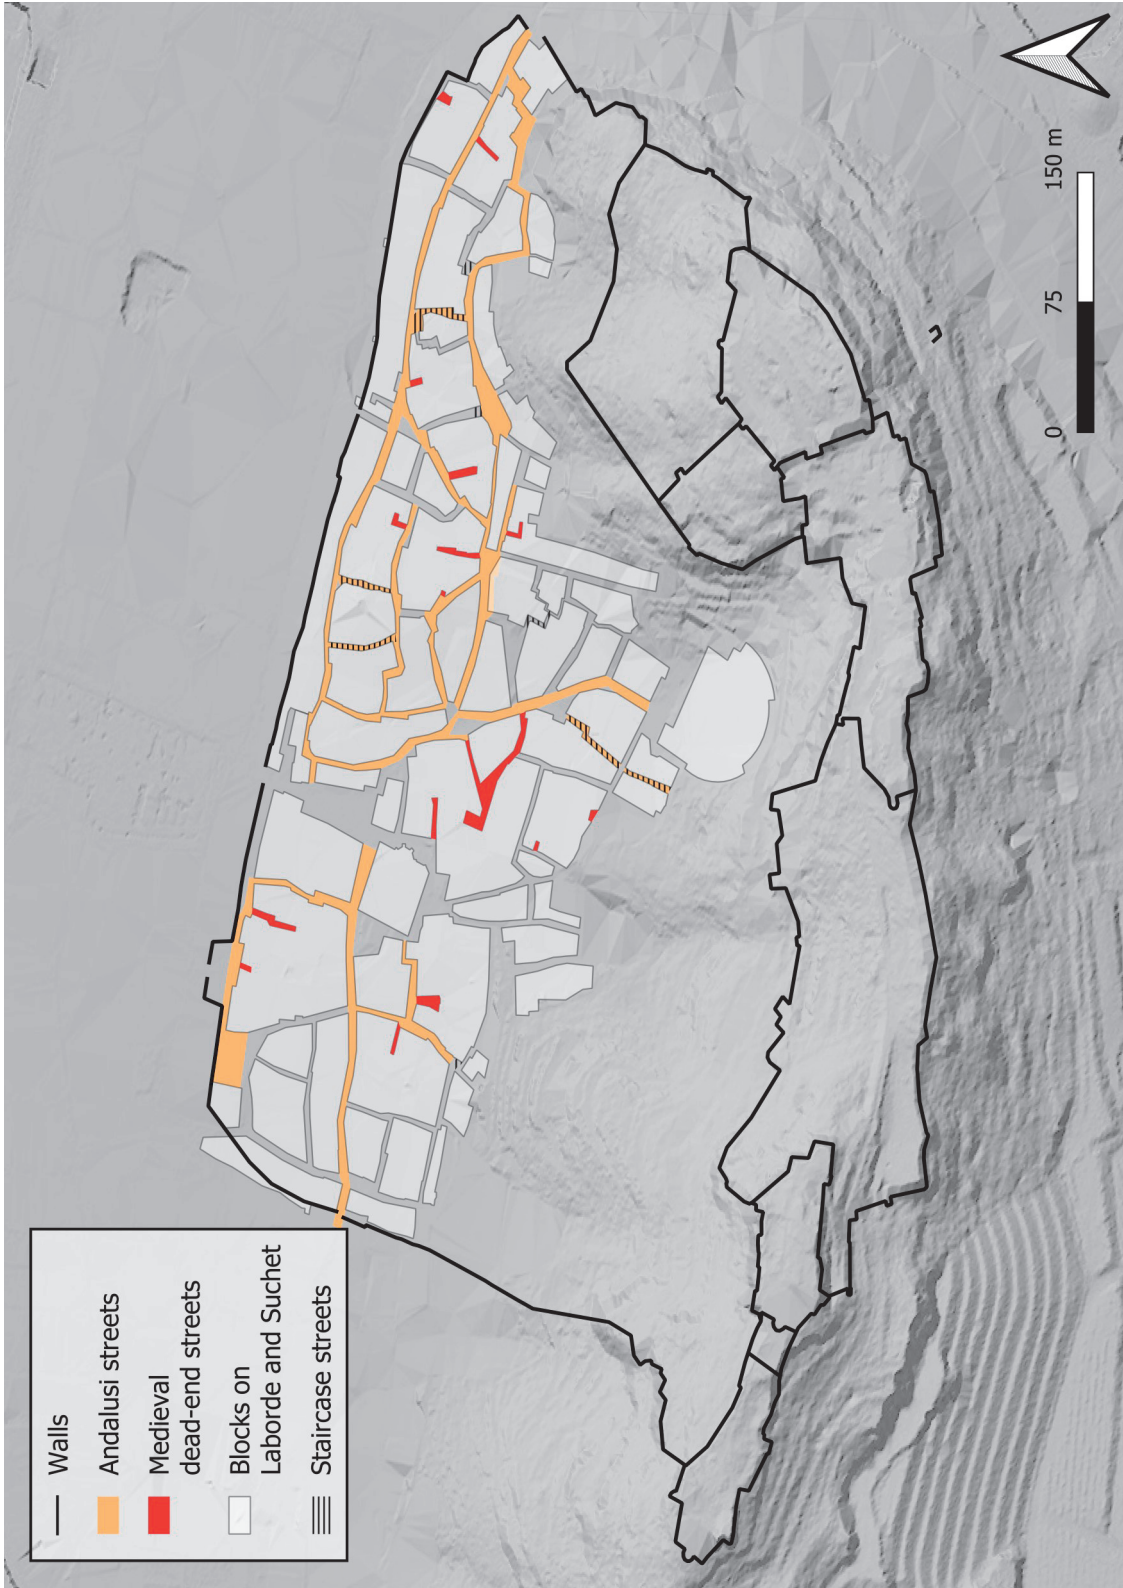 Walls
Andalusi streets
Medieval
dead-end streets
Blocks on
Laborde and Suchet
Staircase streets
0 75 150 m